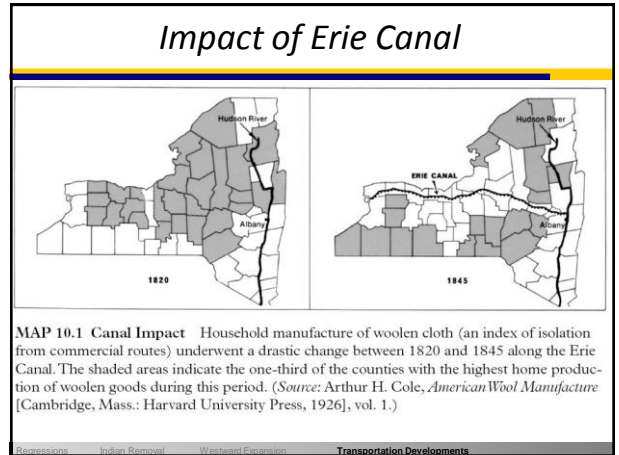 Impact of Erie Canal
Hudson River
Albany
1820
Hudson River
ERIE CANAL
Albany
1845
MAP 10.1 Canal Impact Household manufacture of woolen cloth (an index of isolation
from commercial routes) underwent a drastic change between 1820 and 1845 along the Erie
Canal. The shaded areas indicate the one-third of the counties with the highest home produc-
tion of woolen goods during this period. (Source: Arthur H. Cole, American Wool Manufacture
[Cambridge, Mass.: Harvard University Press, 1926], vol. 1.)
Regressions Indian Removal Westward Expansion Transportation Developments